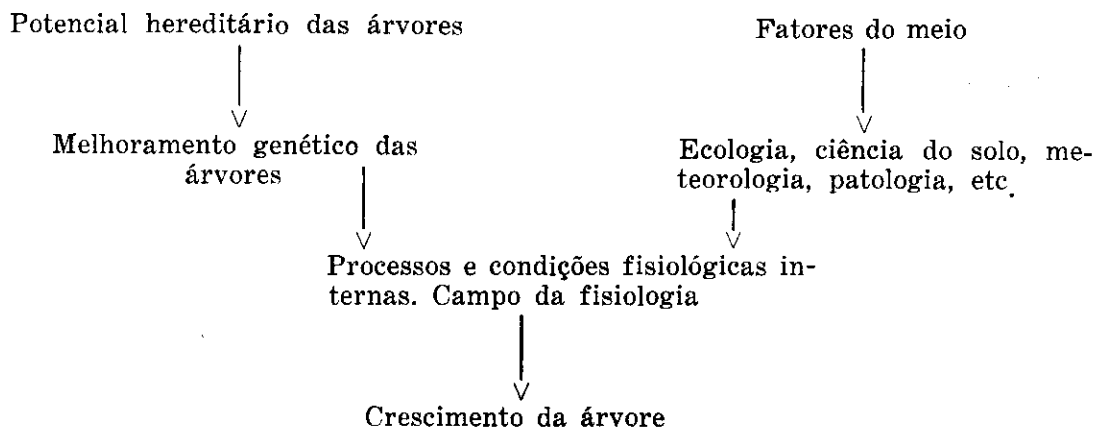 Potencial hereditário das árvores
Fatores do meio
Melhoramento genético das
árvores
Ecologia, ciência do solo, me-
teorologia, patologia, etc.
Processos e condições fisiológicas in-
ternas. Campo da fisiologia
Crescimento da árvore